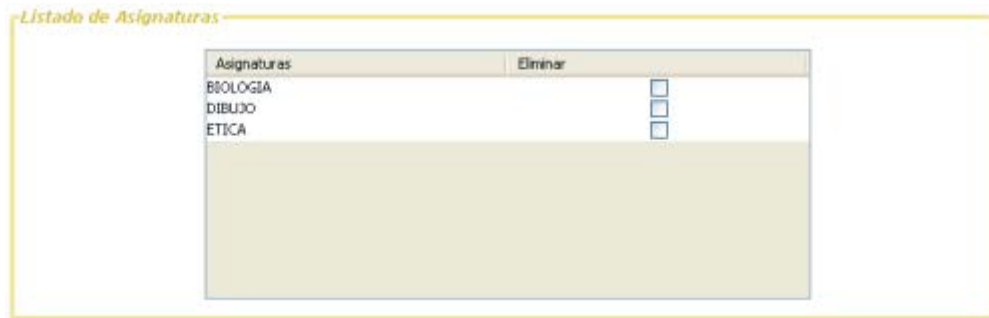 Listado de Asignaturas
Asignaturas Eliminar
BIOLOGIA
DIBUJO
ETICA